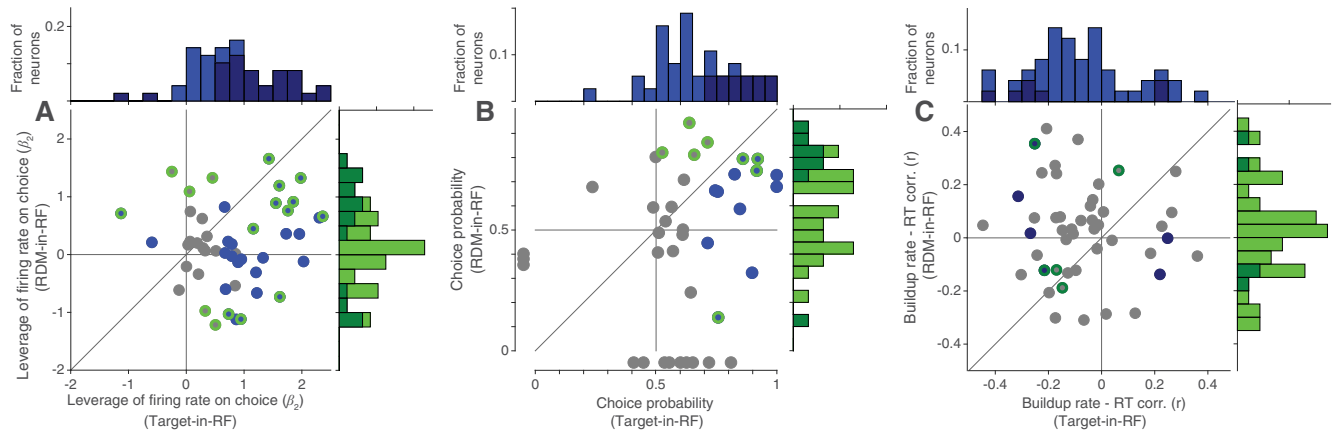 Fraction of
neurons
0.2
A
Leverage of firing rate on choice (β₂)
(RDM-in-RF)
2
1
0
-1
-2
-2
-1
0
1
2
Leverage of firing rate on choice (β₂)
(Target-in-RF)
Fraction of
neurons
0.1
B
Choice probability
(RDM-in-RF)
0.5
0
0
0.5
1
Choice probability
(Target-in-RF)
Fraction of
neurons
0.1
C
Buildup rate - RT corr. (r)
(RDM-in-RF)
0.4
0.2
0
-0.2
-0.4
-0.4
-0.2
0
0.2
0.4
Buildup rate - RT corr. (r)
(Target-in-RF)